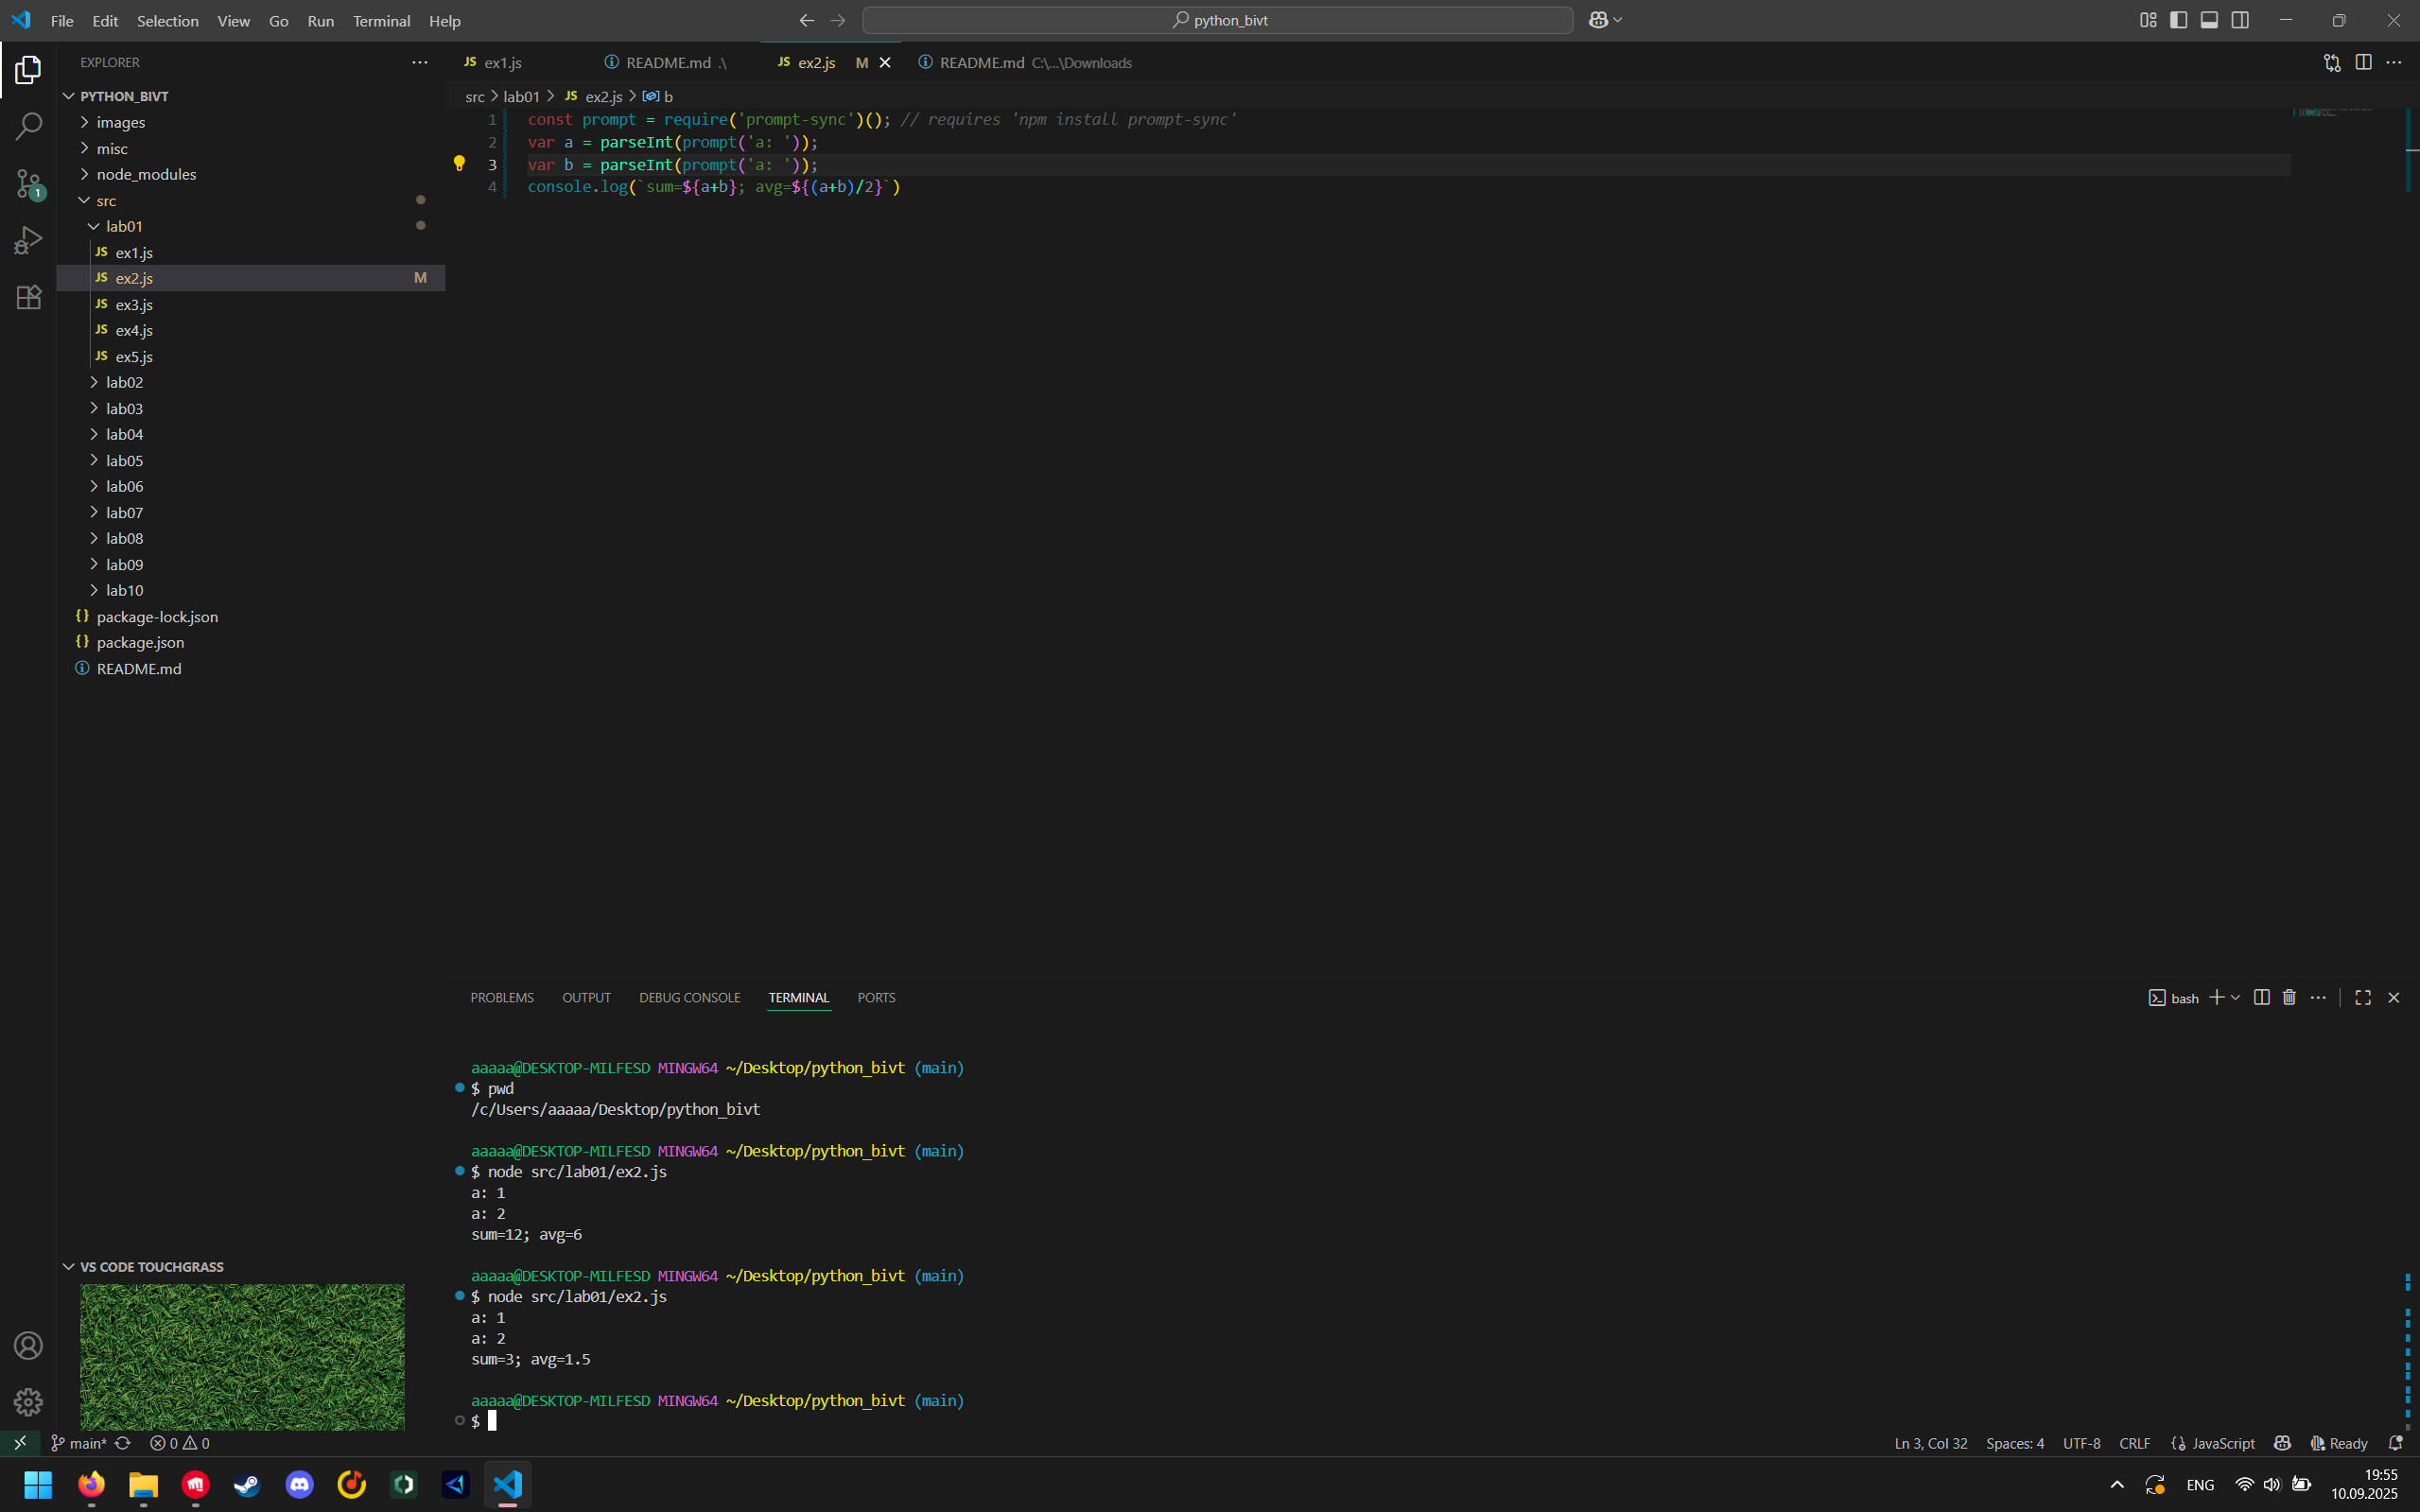 File Edit Selection View Go Run Terminal Help
python_bivt
EXPLORER
PYTHON_BIVT
images
misc
node_modules
src
lab01
JS ex1.js
JS ex2.js M
JS ex3.js
JS ex4.js
JS ex5.js
lab02
lab03
lab04
lab05
lab06
lab07
lab08
lab09
lab10
{} package-lock.json
{} package.json
README.md
VS CODE TOUCHGRASS
JS ex1.js README.md .\ JS ex2.js M README.md C:\...\Downloads
src > lab01 > JS ex2.js > b
1 const prompt = require('prompt-sync')(); // requires 'npm install prompt-sync'
2 var a = parseInt(prompt('a: '));
3 var b = parseInt(prompt('a: '));
4 console.log(`sum=${a+b}; avg=${(a+b)/2}`)
PROBLEMS OUTPUT DEBUG CONSOLE TERMINAL PORTS
bash
aaaaa@DESKTOP-MILFESD MINGW64 ~/Desktop/python_bivt (main)
$ pwd
/c/Users/aaaaa/Desktop/python_bivt
aaaaa@DESKTOP-MILFESD MINGW64 ~/Desktop/python_bivt (main)
$ node src/lab01/ex2.js
a: 1
a: 2
sum=12; avg=6
aaaaa@DESKTOP-MILFESD MINGW64 ~/Desktop/python_bivt (main)
$ node src/lab01/ex2.js
a: 1
a: 2
sum=3; avg=1.5
aaaaa@DESKTOP-MILFESD MINGW64 ~/Desktop/python_bivt (main)
$
1
main* 0 0
Ln 3, Col 32 Spaces: 4 UTF-8 CRLF {} JavaScript Ready
ENG
19:55
10.09.2025